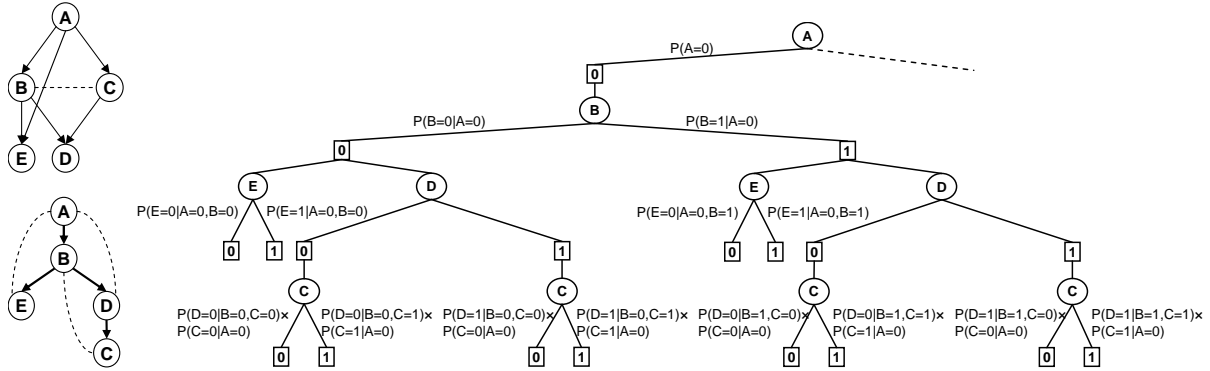 A
B
C
E
D
A
B
E
D
C
A
P(A=0)
0
B
P(B=0|A=0)
P(B=1|A=0)
0
1
E
D
E
D
P(E=0|A=0,B=0)
P(E=1|A=0,B=0)
P(E=0|A=0,B=1)
P(E=1|A=0,B=1)
0
1
0
1
0
1
0
1
C
C
C
C
P(D=0|B=0,C=0)×
P(C=0|A=0)
P(D=0|B=0,C=1)×
P(C=1|A=0)
P(D=1|B=0,C=0)×
P(C=0|A=0)
P(D=1|B=0,C=1)×
P(C=1|A=0)
P(D=0|B=1,C=0)×
P(C=0|A=0)
P(D=0|B=1,C=1)×
P(C=1|A=0)
P(D=1|B=1,C=0)×
P(C=0|A=0)
P(D=1|B=1,C=1)×
P(C=1|A=0)
0
1
0
1
0
1
0
1